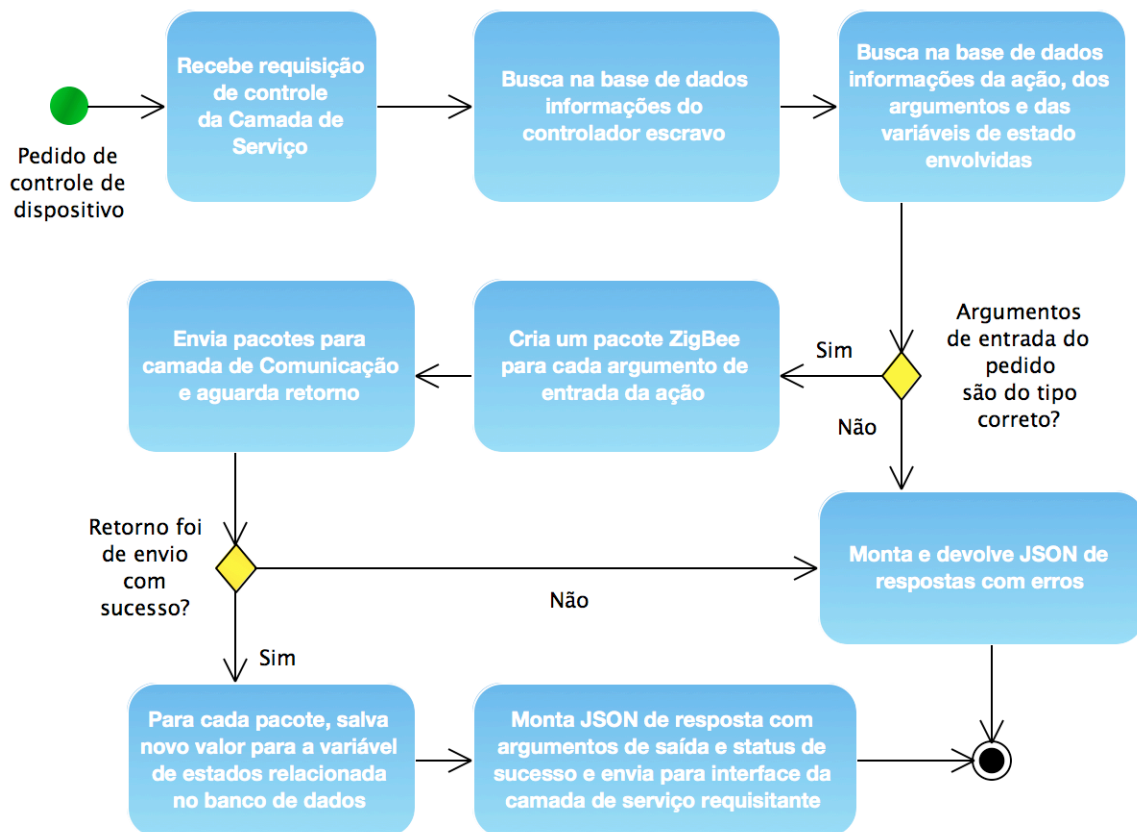 Pedido de
controle de
dispositivo
Recebe requisição
de controle
da Camada de
Serviço
Busca na base de dados
informações do
controlador escravo
Busca na base de dados
informações da ação, dos
argumentos e das
variáveis de estado
envolvidas
Argumentos
de entrada do
pedido
são do tipo
correto?
Sim
Não
Cria um pacote ZigBee
para cada argumento de
entrada da ação
Envia pacotes para
camada de Comunicação
e aguarda retorno
Retorno foi
de envio
com
sucesso?
Não
Sim
Monta e devolve JSON de
respostas com erros
Para cada pacote, salva
novo valor para a variável
de estados relacionada
no banco de dados
Monta JSON de resposta com
argumentos de saída e status de
sucesso e envia para interface da
camada de serviço requisitante